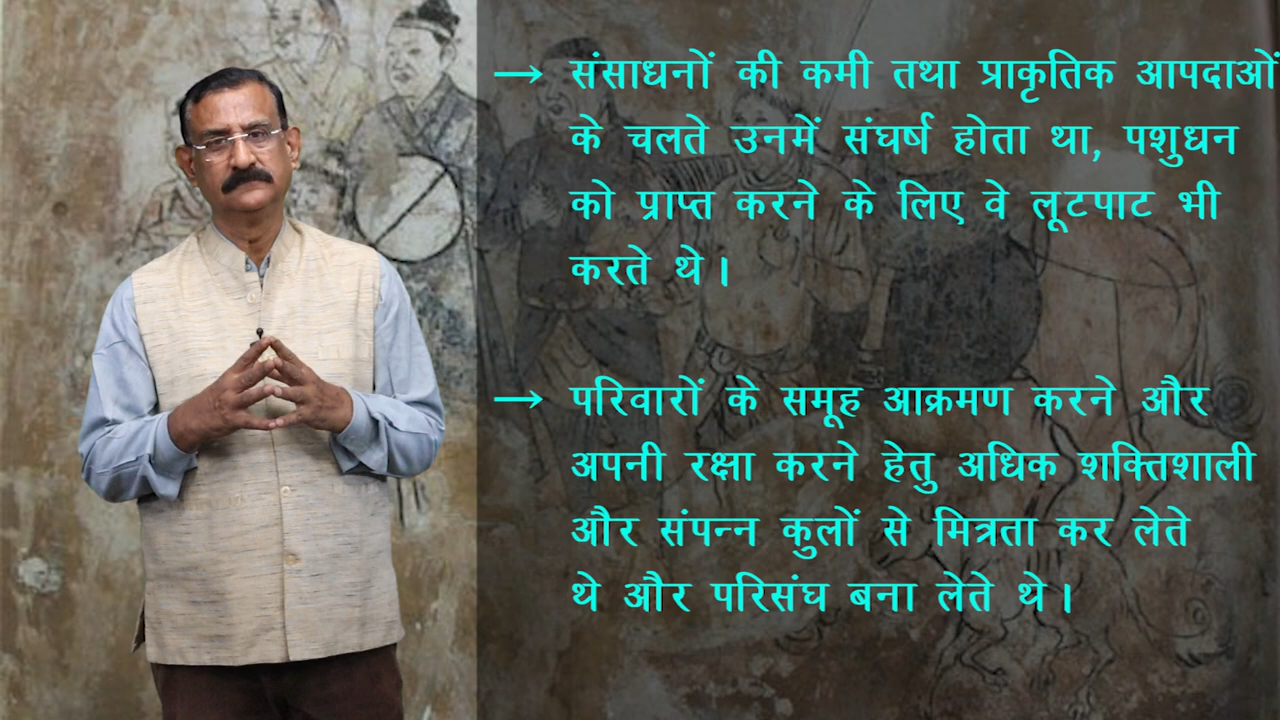 → संसाधनों की कमी तथा प्राकृतिक आपदाओं
के चलते उनमें संघर्ष होता था, पशुधन
को प्राप्त करने के लिए वे लूटपाट भी
करते थे।
→ परिवारों के समूह आक्रमण करने और
अपनी रक्षा करने हेतु अधिक शक्तिशाली
और संपन्न कुलों से मित्रता कर लेते
थे और परिसंघ बना लेते थे।